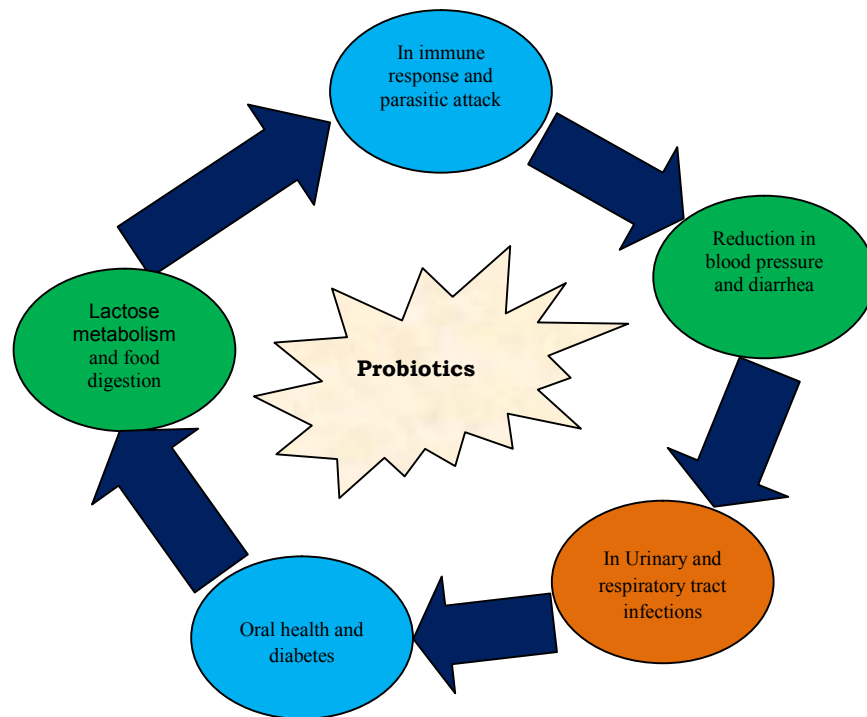 In immune
response and
parasitic attack
Reduction in
blood pressure
and diarrhea
Lactose
metabolism
and food
digestion
Probiotics
In Urinary and
respiratory tract
infections
Oral health and
diabetes